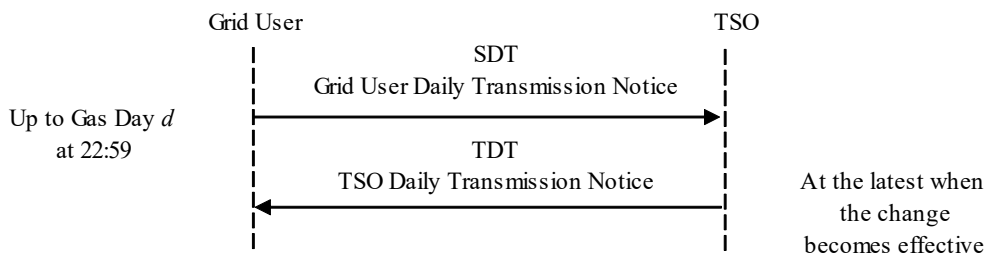 Grid User
TSO
SDT
Grid User Daily Transmission Notice
Up to Gas Day d
at 22:59
TDT
TSO Daily Transmission Notice
At the latest when
the change
becomes effective